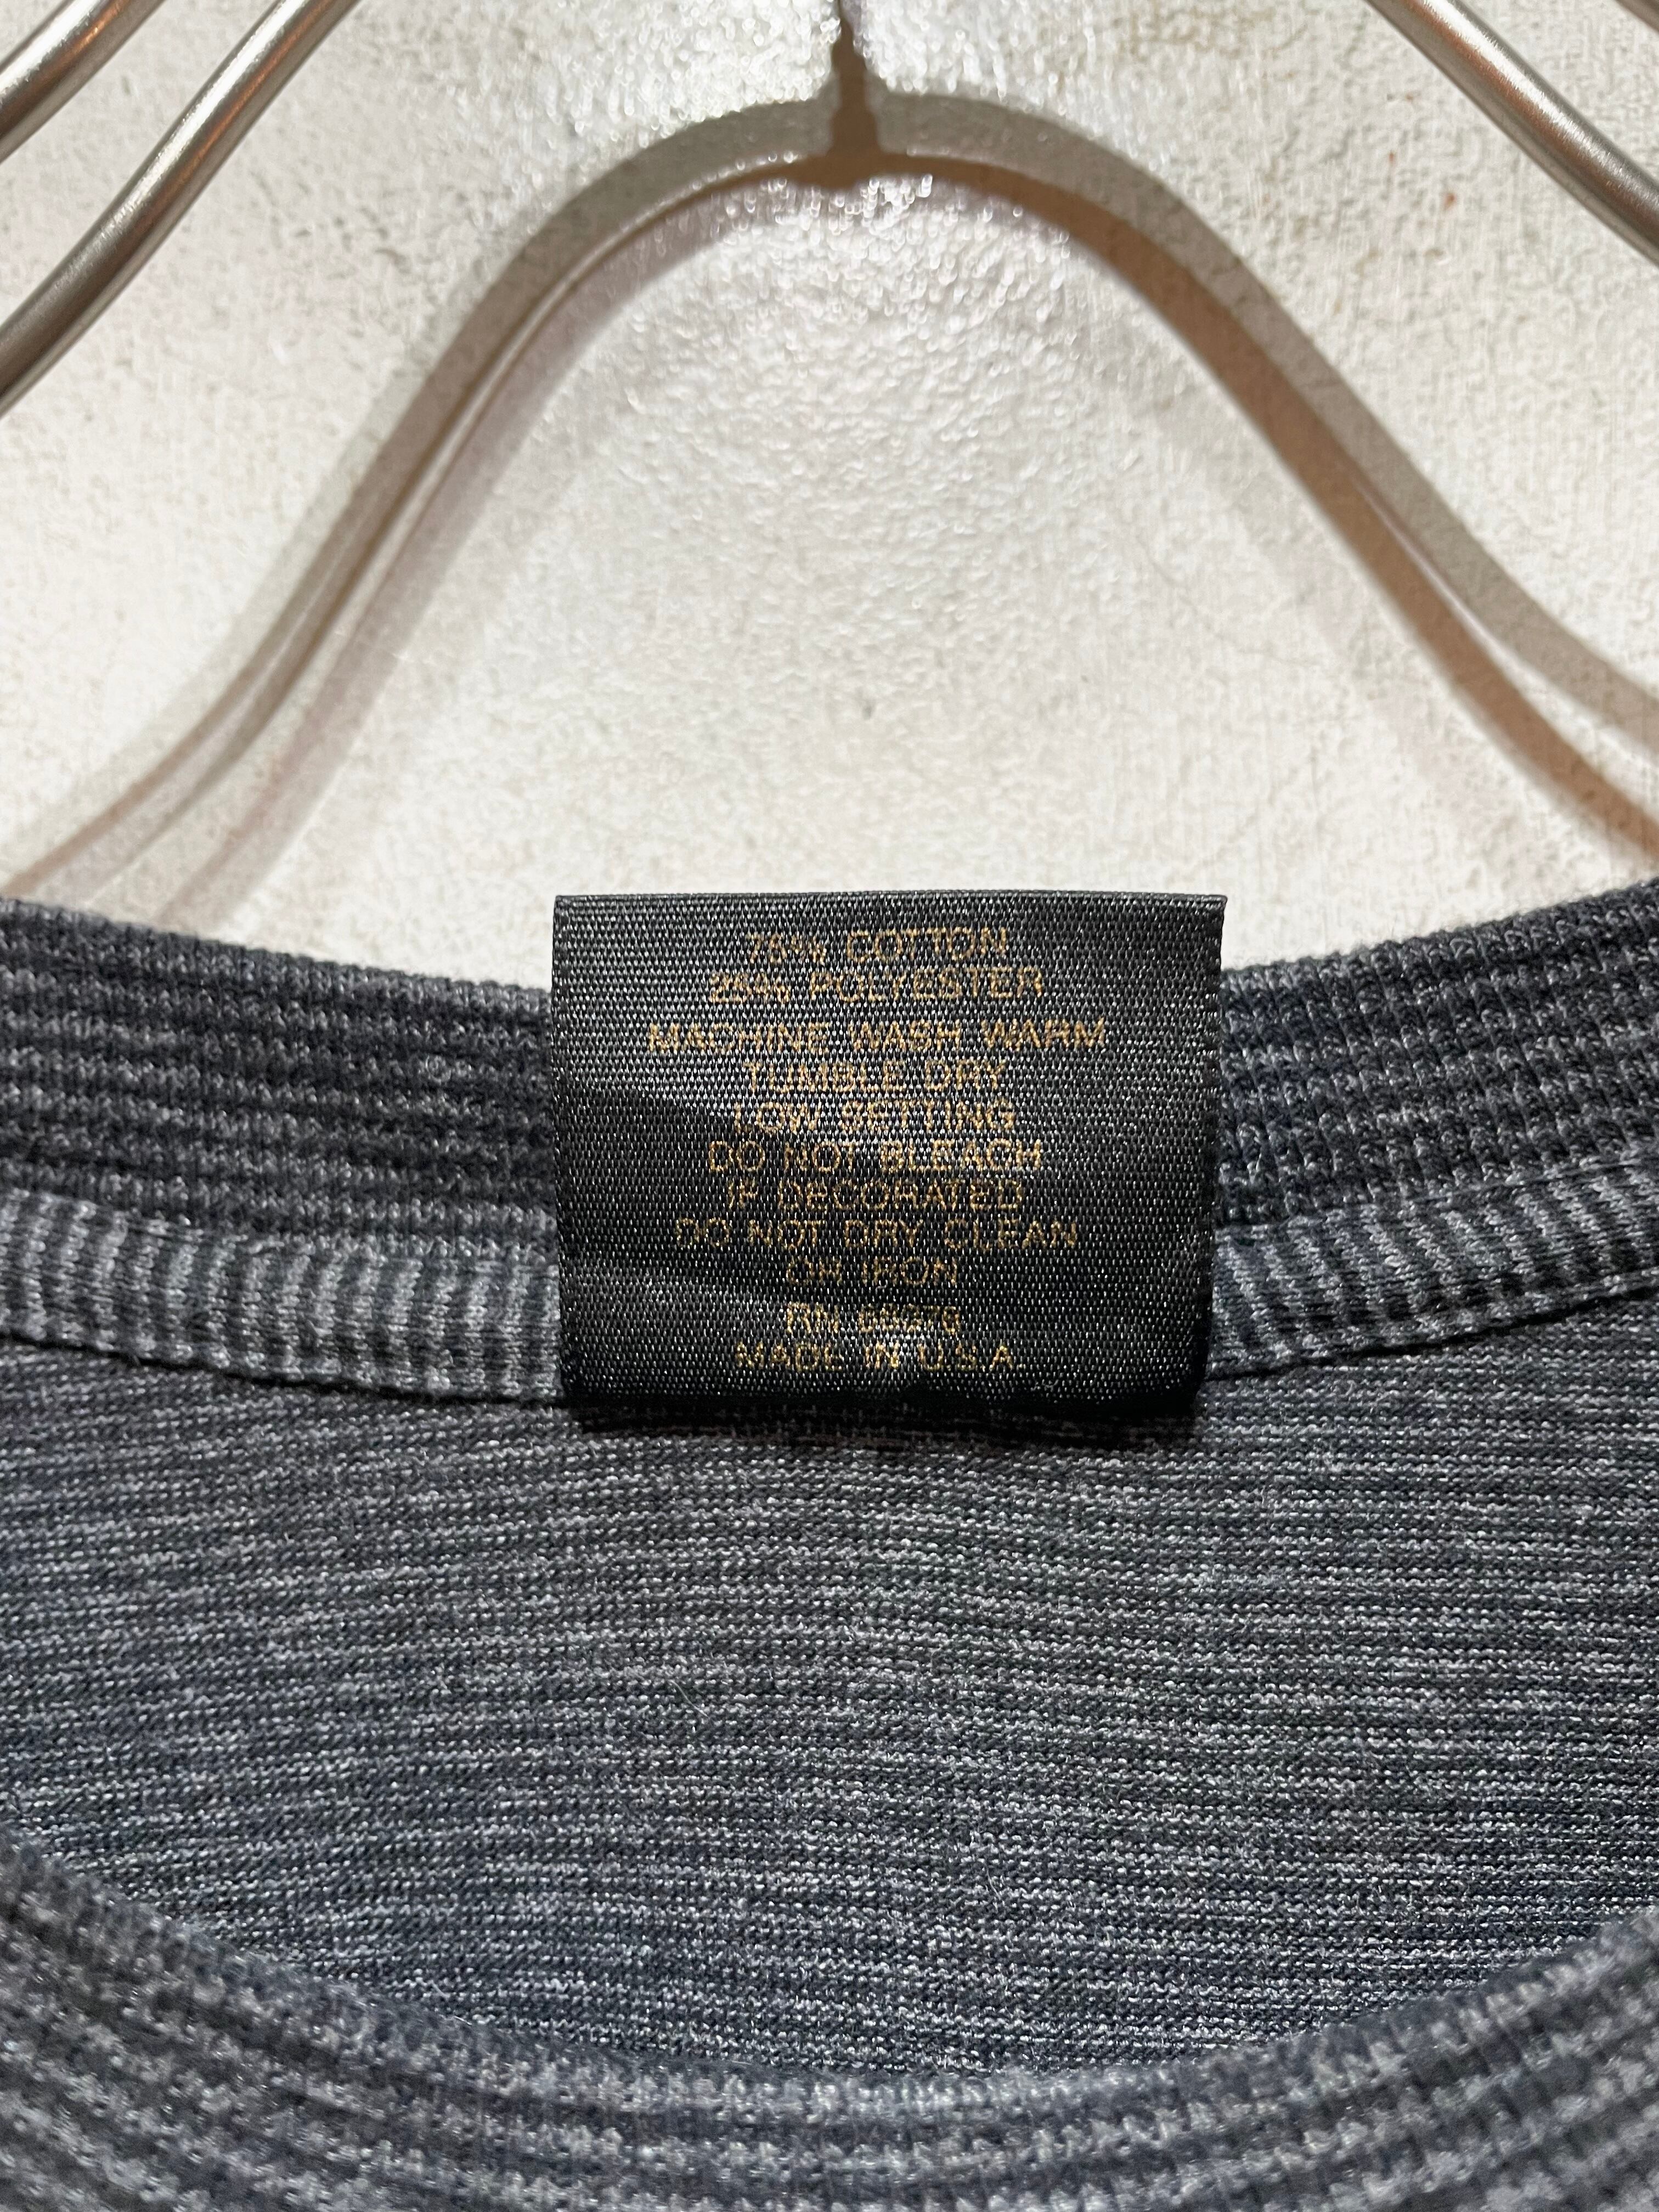 75% COTTON
25% POLYESTER
MACHINE WASH WARM
TUMBLE DRY
LOW SETTING
DO NOT BLEACH
IF DECORATED
DO NOT DRY CLEAN
OR IRON
RN
MADE IN U.S.A.